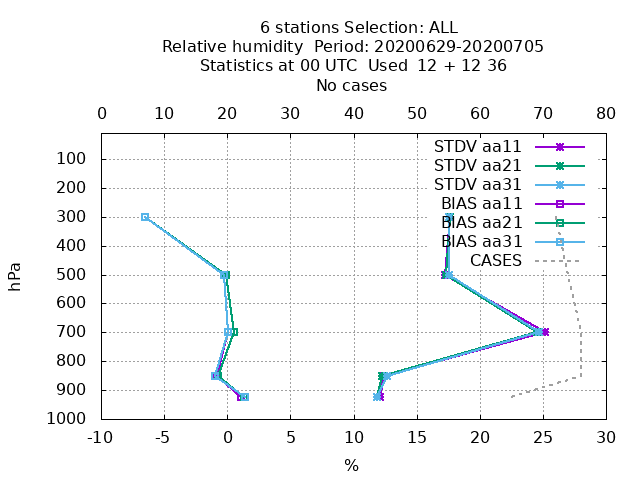 6 stations Selection: ALL
Relative humidity  Period: 20200629-20200705
Statistics at 00 UTC  Used  12 + 12 36
No cases
0 10 20 30 40 50 60 70 80
STDV aa11
STDV aa21
STDV aa31
BIAS aa11
BIAS aa21
BIAS aa31
CASES
100
200
300
400
500
600
700
800
900
1000
hPa
-10 -5 0 5 10 15 20 25 30
%